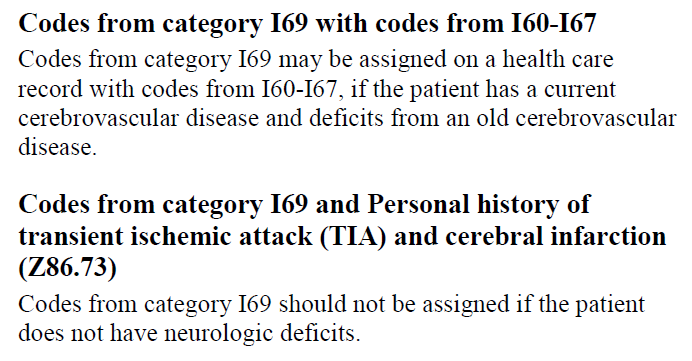 Codes from category I69 with codes from I60-I67
Codes from category I69 may be assigned on a health care
record with codes from I60-I67, if the patient has a current
cerebrovascular disease and deficits from an old cerebrovascular
disease.
Codes from category I69 and Personal history of
transient ischemic attack (TIA) and cerebral infarction
(Z86.73)
Codes from category I69 should not be assigned if the patient
does not have neurologic deficits.